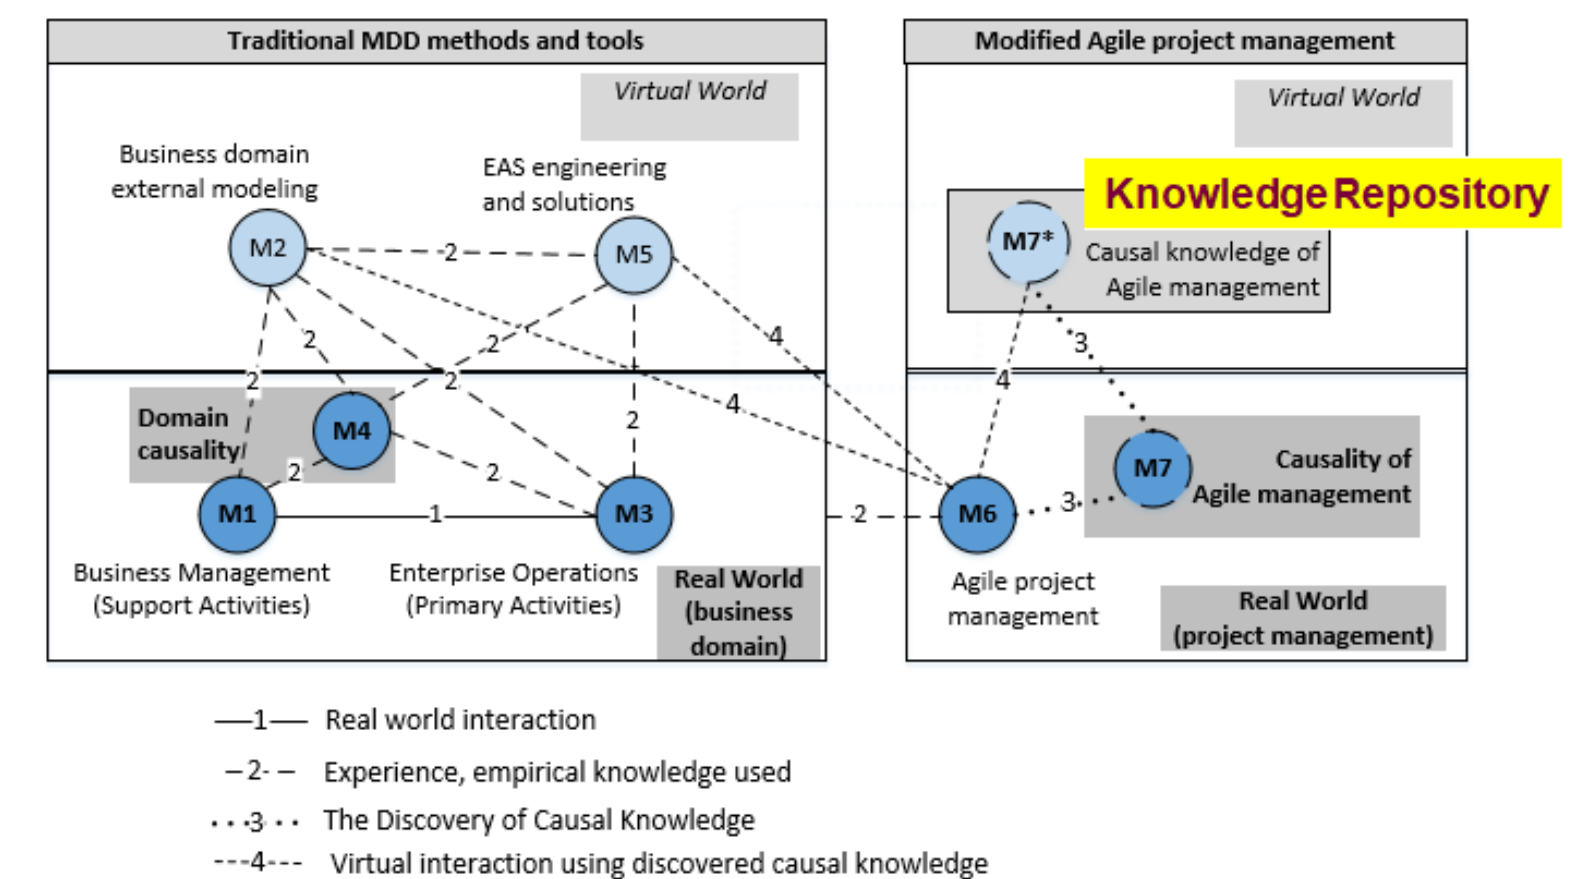 Traditional MDD methods and tools
Modified Agile project management
Virtual World
Virtual World
Business domain
external modeling
EAS engineering
and solutions
Knowledge Repository
M2
M5
M7*
Causal knowledge of
Agile management
2
2
2
4
3
2
2
4
4
2
Domain
causality
M4
2
2
M7
Causality of
Agile management
3
M1
1
M3
2
M6
Business Management
(Support Activities)
Enterprise Operations
(Primary Activities)
Real World
(business
domain)
Agile project
management
Real World
(project management)
1 Real world interaction
2 Experience, empirical knowledge used
3 The Discovery of Causal Knowledge
4 Virtual interaction using discovered causal knowledge